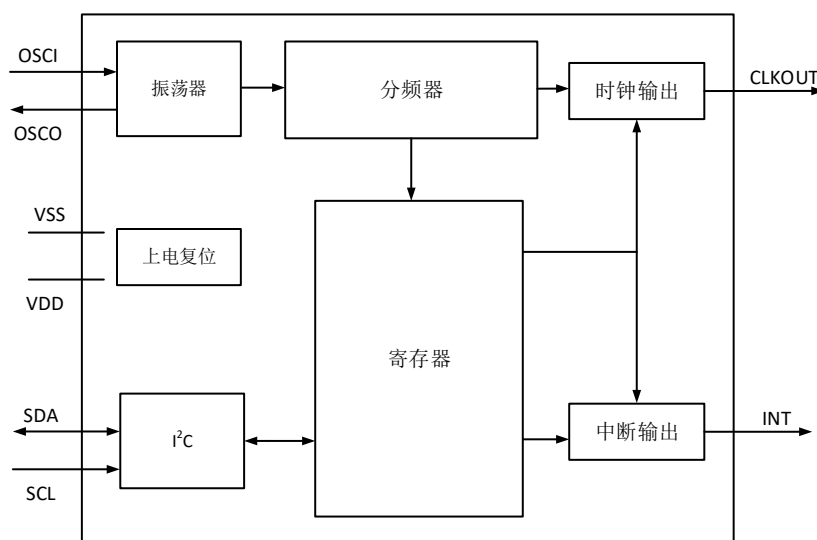 OSCI
OSCO
振荡器
分频器
时钟输出
CLKOUT
VSS
VDD
上电复位
寄存器
SDA
SCL
I²C
中断输出
INT